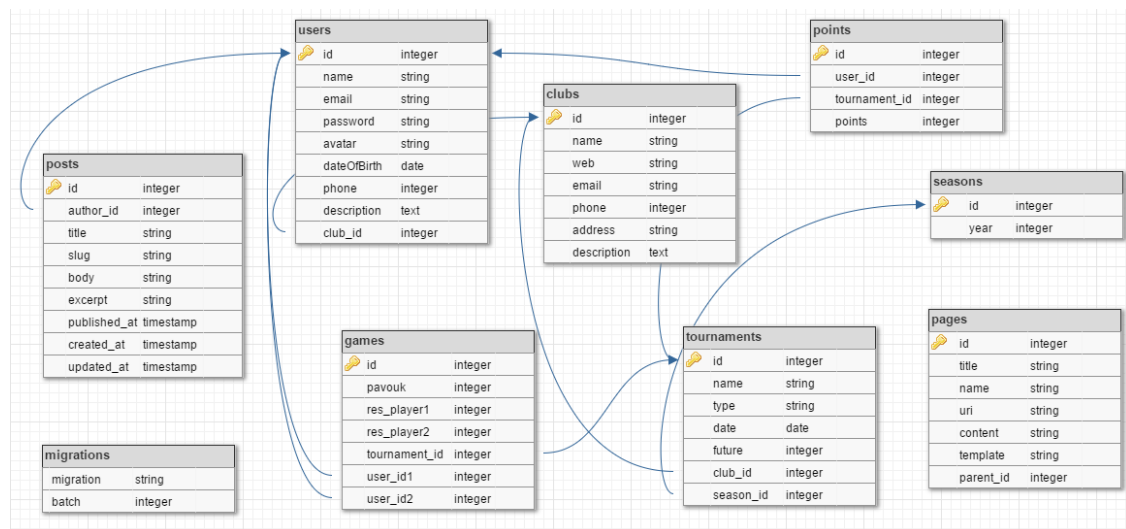 users
id integer
name string
email string
password string
avatar string
dateOfBirth date
phone integer
description text
club_id integer
points
id integer
user_id integer
tournament_id integer
points integer
clubs
id integer
name string
web string
email string
phone integer
address string
description text
posts
id integer
author_id integer
title string
slug string
body string
excerpt string
published_at timestamp
created_at timestamp
updated_at timestamp
seasons
id integer
year integer
games
id integer
pavouk integer
res_player1 integer
res_player2 integer
tournament_id integer
user_id1 integer
user_id2 integer
tournaments
id integer
name string
type string
date date
future integer
club_id integer
season_id integer
pages
id integer
title string
name string
uri string
content string
template string
parent_id integer
migrations
migration string
batch integer